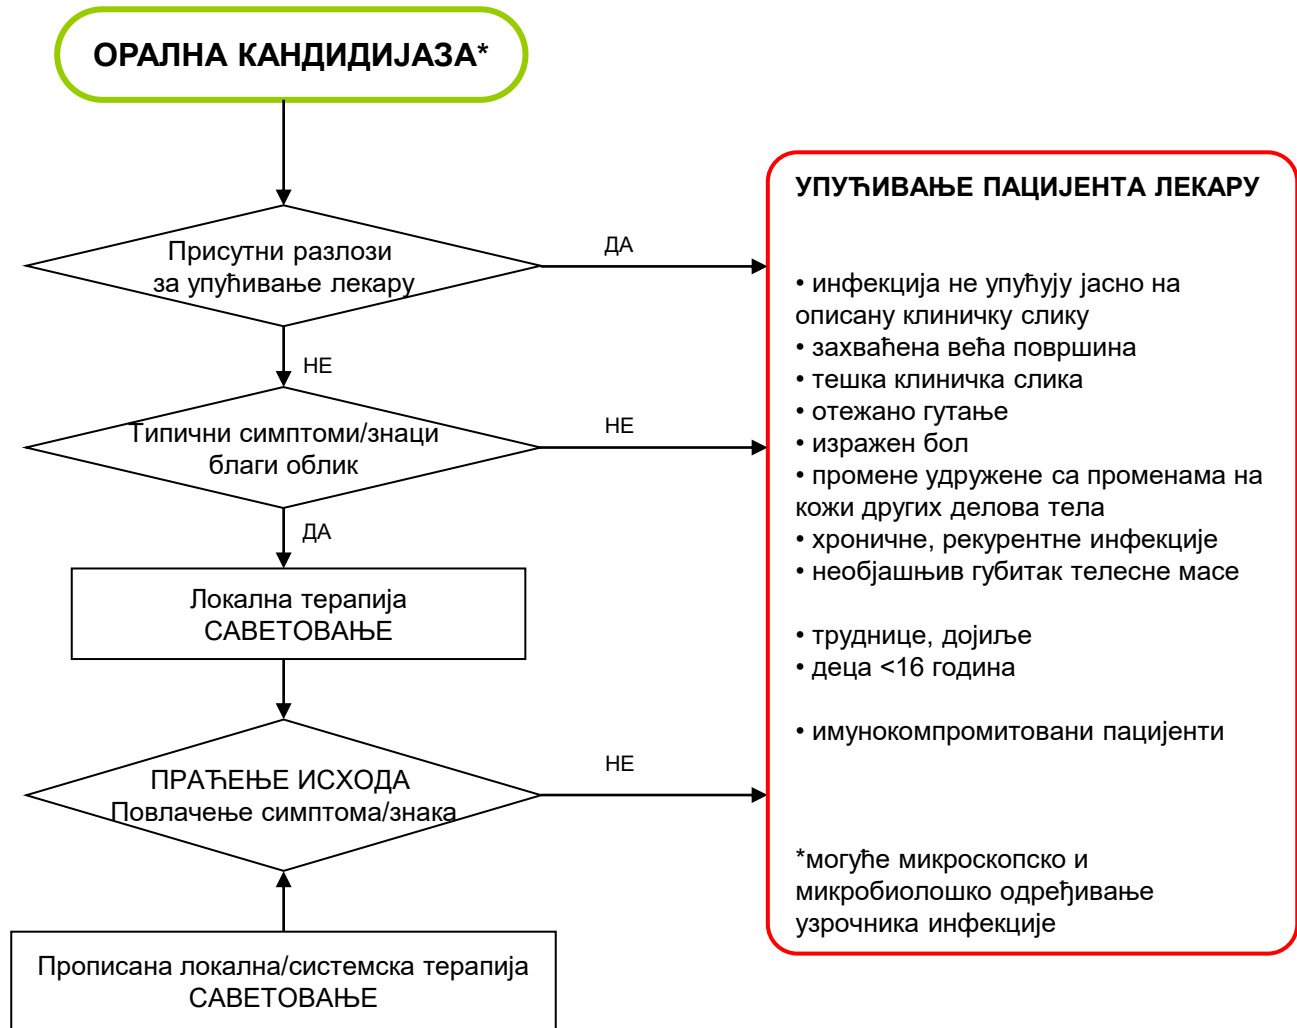 ОРАЛНА КАНДИДИЈАЗА*
Присутни разлози
за упућивање лекару
ДА
НЕ
Типични симптоми/знаци
благи облик
НЕ
ДА
Локална терапија
САВЕТОВАЊЕ
ПРАЋЕЊЕ ИСХОДА
Повлачење симптома/знака
НЕ
Прописана локална/системска терапија
САВЕТОВАЊЕ
УПУЋИВАЊЕ ПАЦИЈЕНТА ЛЕКАРУ
• инфекција не упућују јасно на
описану клиничку слику
• захваћена већа површина
• тешка клиничка слика
• отежано гутање
• изражен бол
• промене удружене са променама на
кожи других делова тела
• хроничне, рекурентне инфекције
• необјашњив губитак телесне масе
• труднице, дојиље
• деца <16 година
• имунокомпромитовани пацијенти
*могуће микроскопско и
микробиолошко одређивање
узрочника инфекције